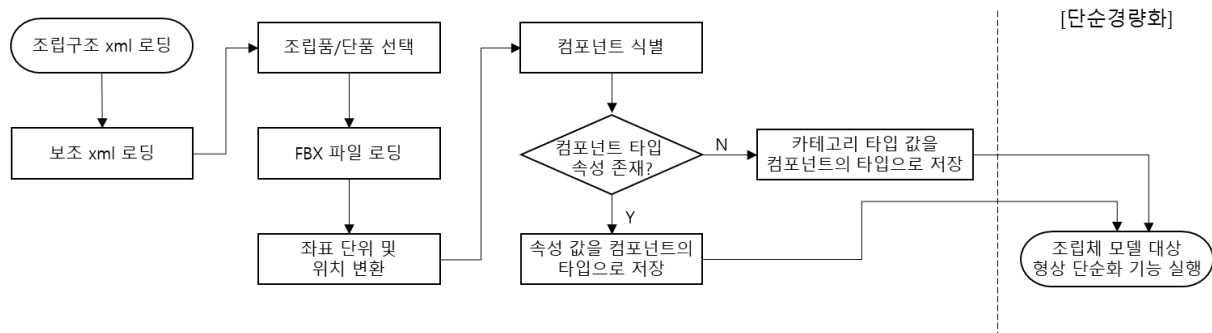 [단순경량화]
조립구조 xml 로딩
보조 xml 로딩
조립품/단품 선택
FBX 파일 로딩
좌표 단위 및
위치 변환
컴포넌트 식별
컴포넌트 타입
속성 존재?
N
카테고리 타입 값을
컴포넌트의 타입으로 저장
Y
속성 값을 컴포넌트의
타입으로 저장
조립체 모델 대상
형상 단순화 기능 실행